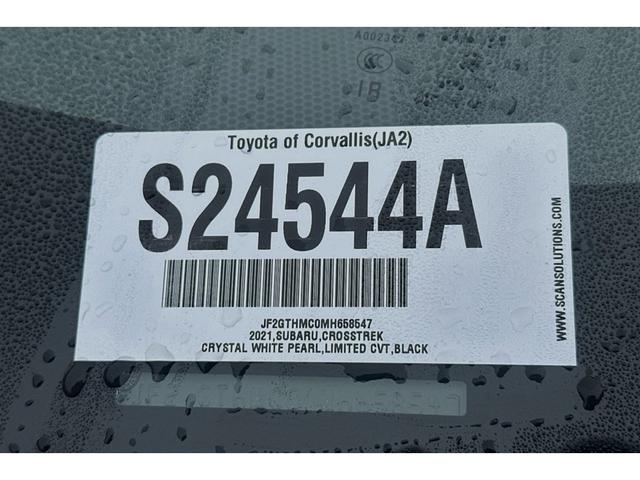 Toyota of Corvallis(JA2)
S24544A
JF2GTHMC0MH658547
2021,SUBARU,CROSSTREK
CRYSTAL WHITE PEARL,LIMITED CVT,BLACK
WWW.SCANSOLUTIONS.COM